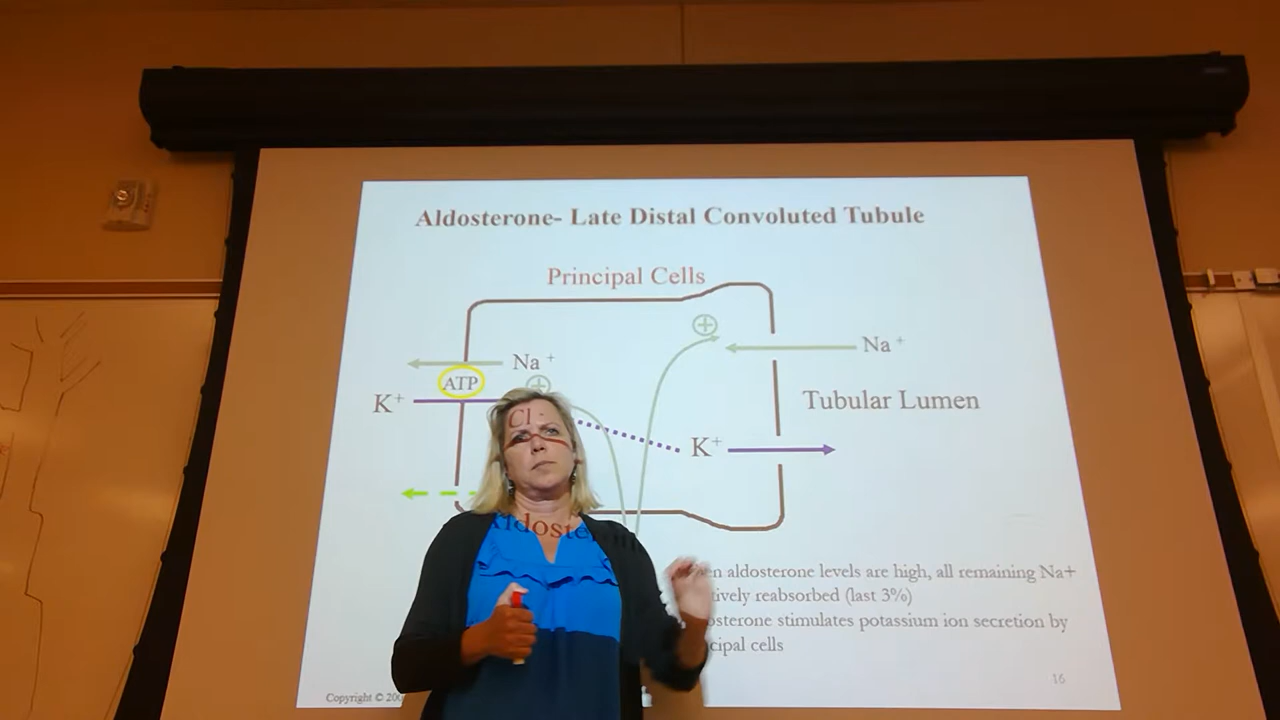 Aldosterone- Late Distal Convoluted Tubule
Principal Cells
Na +
Na +
ATP
K+
Cl -
Tubular Lumen
K+
aldosterone levels are high, all remaining Na+
reabsorbed (last 3%)
stimulates potassium ion secretion by
cells
16
Copyright ©